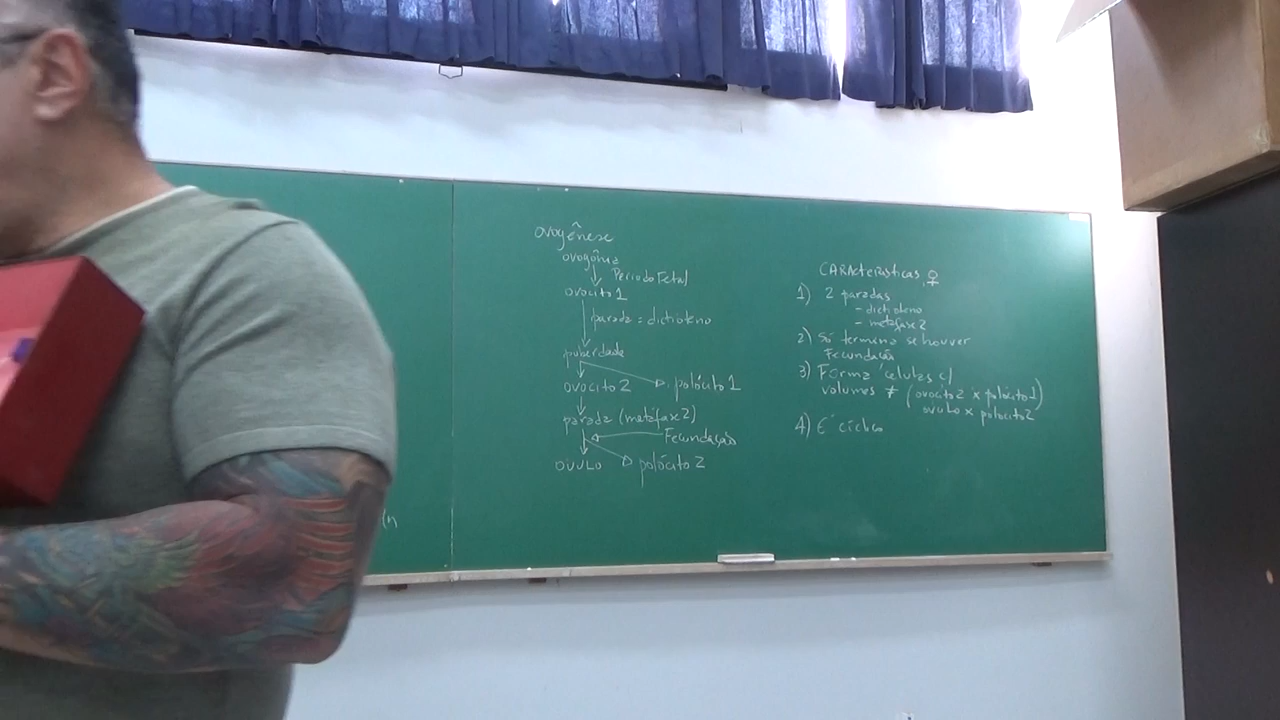 ovogênese
ovogônia
Período Fetal
ovócito 1
parada = dictióteno
puberdade
ovócito 2
polócito 1
parada (metáfase 2)
Fecundação
óvulo
polócito 2
CARActerísticas ♀
1) 2 paradas
- dictióteno
- metáfase 2
2) Só termina se houver
Fecundação
3) Forma células c/
volumes ≠ (ovócito 2 x polócito 1)
óvulo x polócito 2
4) É cíclica
(n